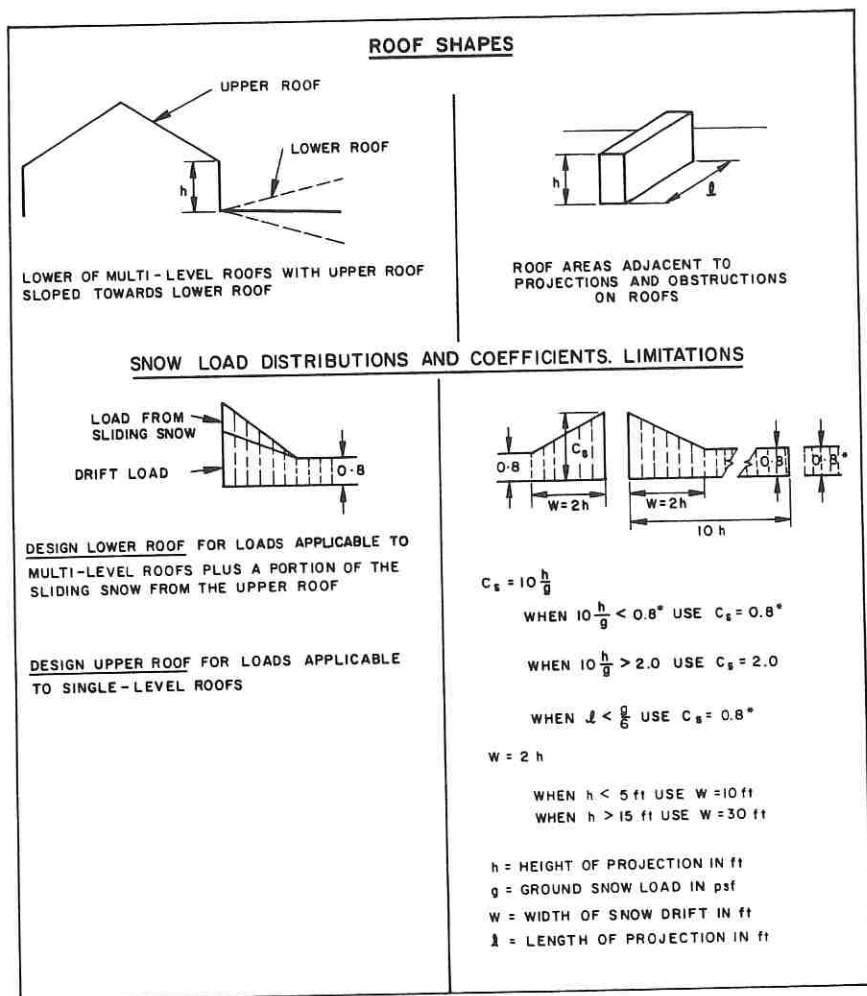 ROOF SHAPES
UPPER ROOF
LOWER ROOF
h
LOWER OF MULTI-LEVEL ROOFS WITH UPPER ROOF
SLOPED TOWARDS LOWER ROOF
h
l
ROOF AREAS ADJACENT TO
PROJECTIONS AND OBSTRUCTIONS
ON ROOFS
SNOW LOAD DISTRIBUTIONS AND COEFFICIENTS. LIMITATIONS
LOAD FROM
SLIDING SNOW
DRIFT LOAD
0·8
DESIGN LOWER ROOF FOR LOADS APPLICABLE TO
MULTI-LEVEL ROOFS PLUS A PORTION OF THE
SLIDING SNOW FROM THE UPPER ROOF
DESIGN UPPER ROOF FOR LOADS APPLICABLE
TO SINGLE-LEVEL ROOFS
0·8
Cs
W=2h
W=2h
0·8
0·8*
10 h
Cs = 10 h/g
WHEN 10 h/g < 0.8* USE Cs = 0.8*
WHEN 10 h/g > 2.0 USE Cs = 2.0
WHEN l < g/6 USE Cs = 0.8*
W = 2 h
WHEN h < 5 ft USE W = 10 ft
WHEN h > 15 ft USE W = 30 ft
h = HEIGHT OF PROJECTION IN ft
g = GROUND SNOW LOAD IN psf
W = WIDTH OF SNOW DRIFT IN ft
l = LENGTH OF PROJECTION IN ft